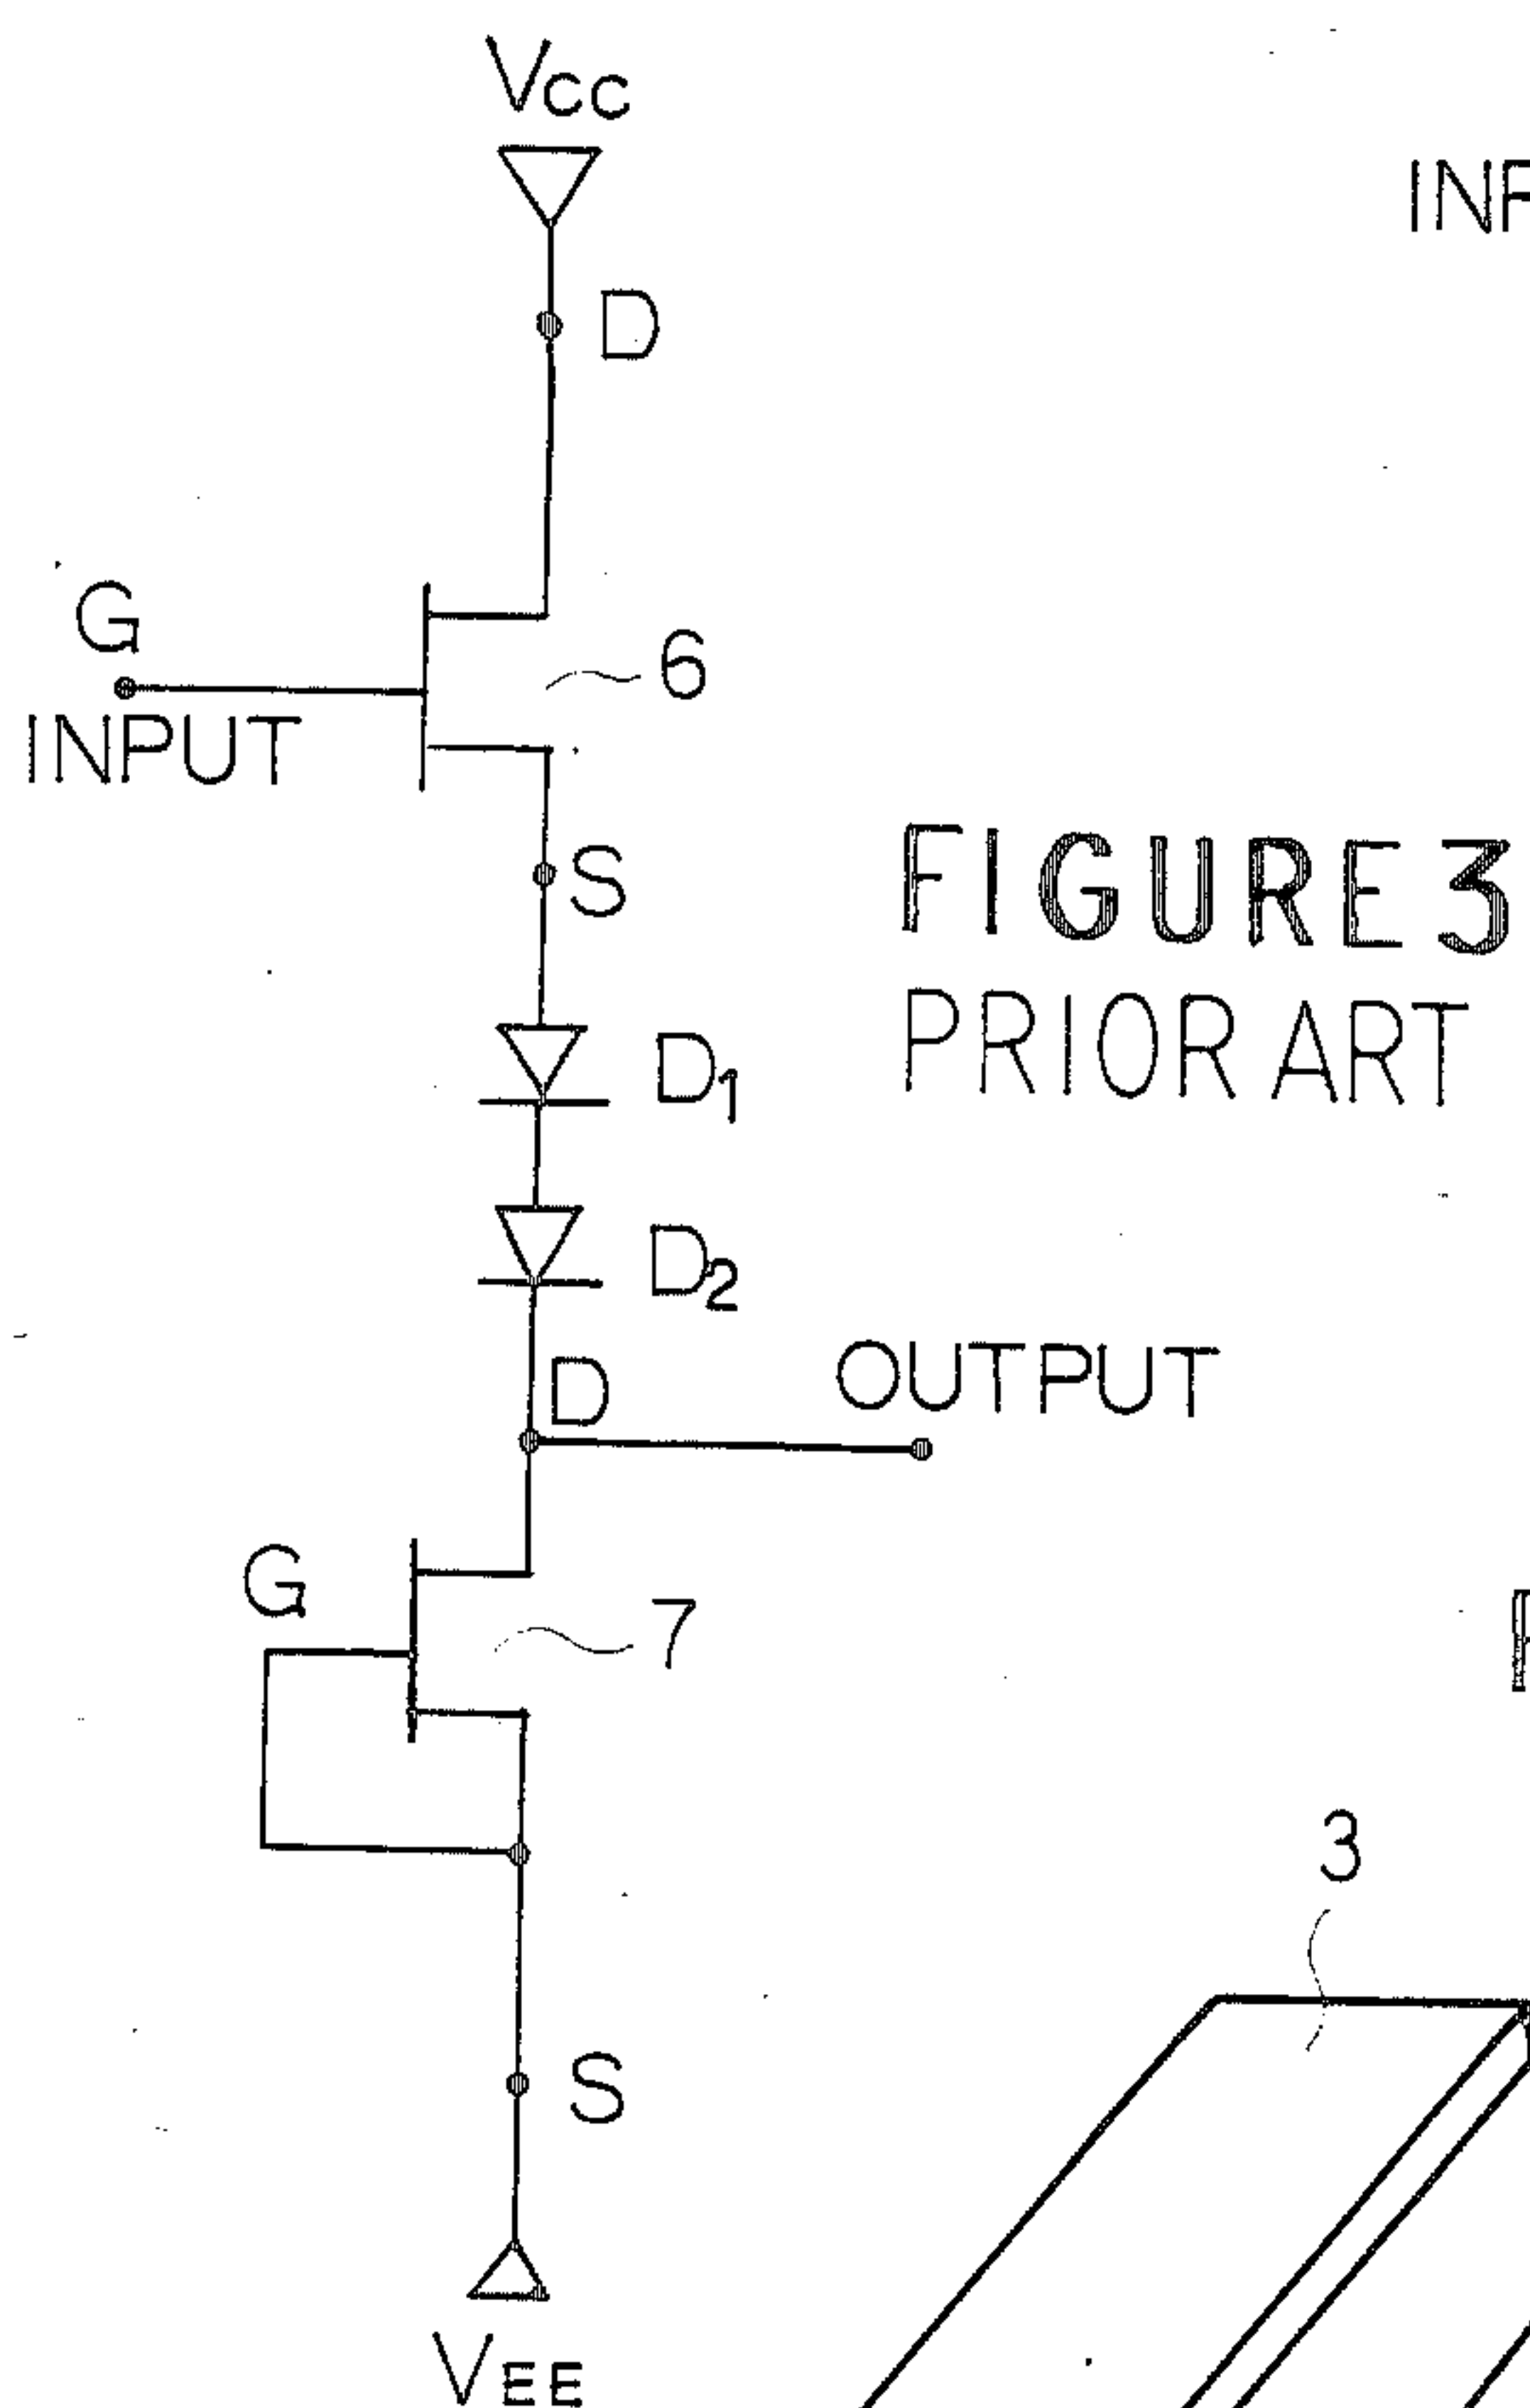 Vcc
D
G
6
INPUT
S
FIGURE 3
PRIOR ART
D1
D2
D
OUTPUT
G
7
3
S
VEE